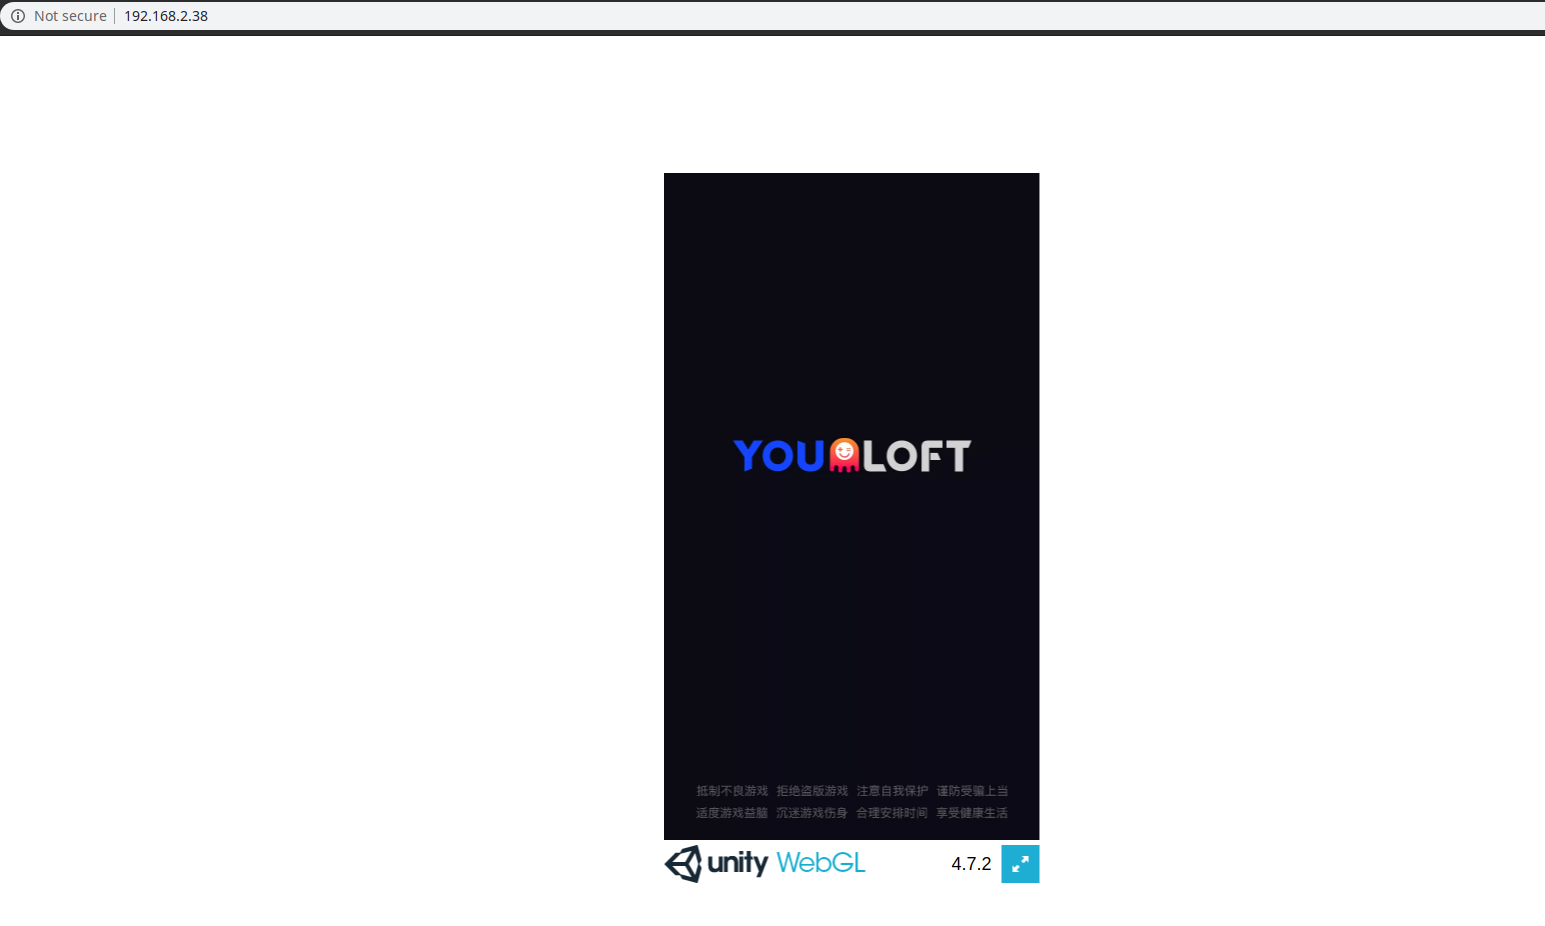 Not secure 192.168.2.38
YOULOFT
抵制不良游戏 拒绝盗版游戏 注意自我保护 谨防受骗上当
适度游戏益脑 沉迷游戏伤身 合理安排时间 享受健康生活
unity WebGL 4.7.2